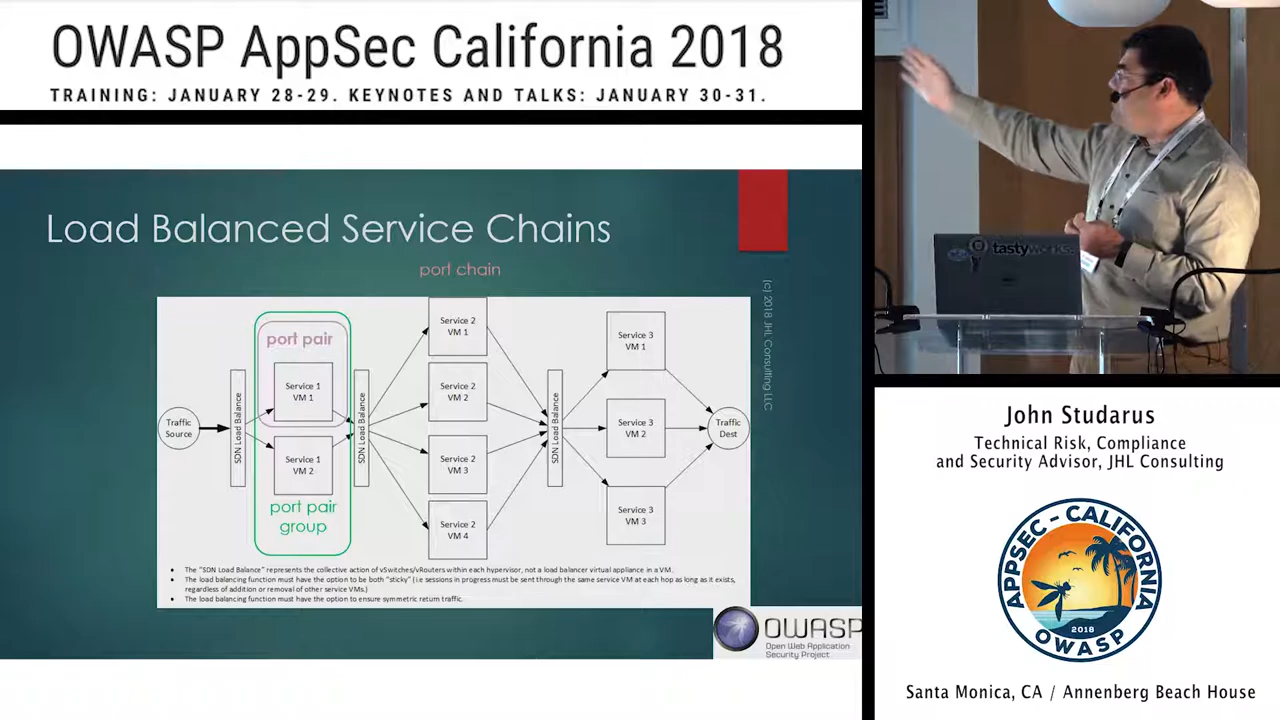 OWASP AppSec California 2018
TRAINING: JANUARY 28-29. KEYNOTES AND TALKS: JANUARY 30-31.
Load Balanced Service Chains
port chain
(c) 2018 JHL Consulting LLC
port pair
port pair
group
Traffic
Source
SDN Load Balance
Service 1
VM 1
Service 1
VM 2
SDN Load Balance
Service 2
VM 1
Service 2
VM 2
Service 2
VM 3
Service 2
VM 4
SDN Load Balance
Service 3
VM 1
Service 3
VM 2
Service 3
VM 3
Traffic
Dest
• The "SDN Load Balance" represents the collective action of vSwitches/vRouters within each hypervisor, not a load balancer virtual appliance in a VM.
• The load balancing function must have the option to be both "sticky" (i.e sessions in progress must be sent through the same service VM at each hop as long as it exists,
regardless of addition or removal of other service VMs.)
• The load balancing function must have the option to ensure symmetric return traffic.
OWASP
Open Web Application
Security Project
tastyworks.
John Studarus
Technical Risk, Compliance
and Security Advisor, JHL Consulting
APPSEC - CALIFORNIA
2018
OWASP
Santa Monica, CA / Annenberg Beach House